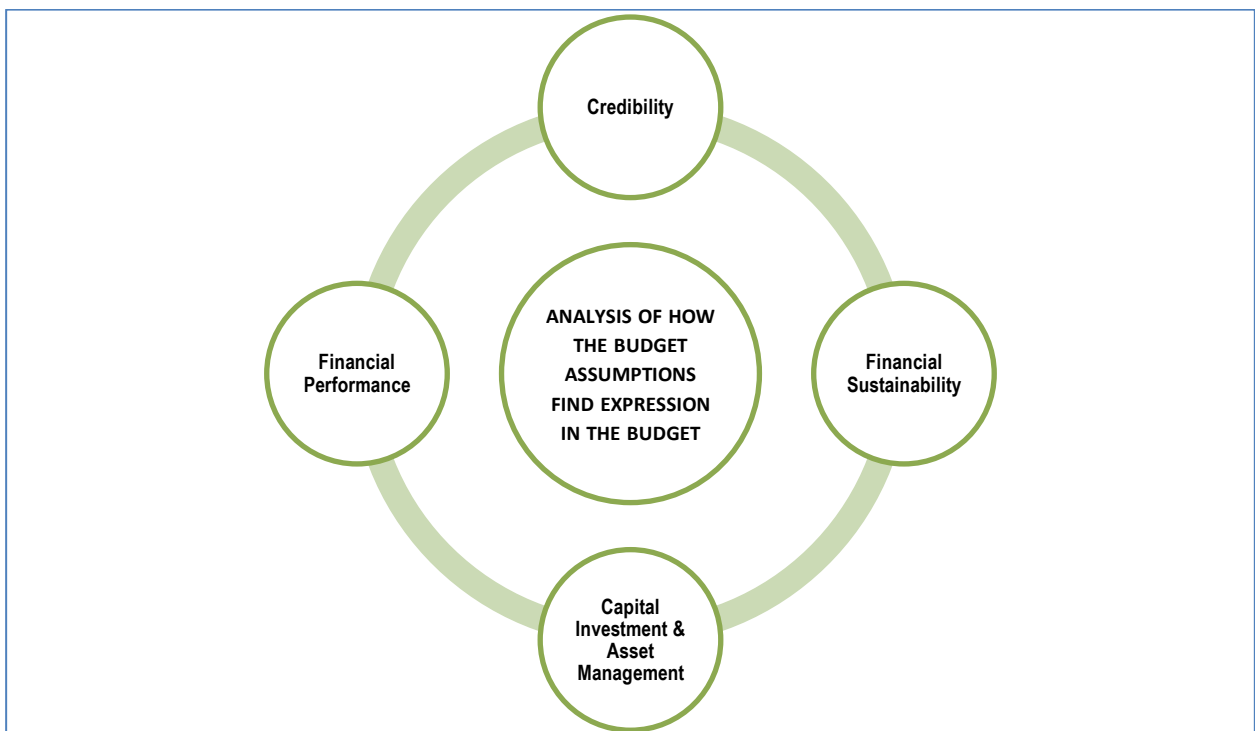 Credibility
Financial
Performance
ANALYSIS OF HOW
THE BUDGET
ASSUMPTIONS
FIND EXPRESSION
IN THE BUDGET
Financial
Sustainability
Capital
Investment &
Asset
Management